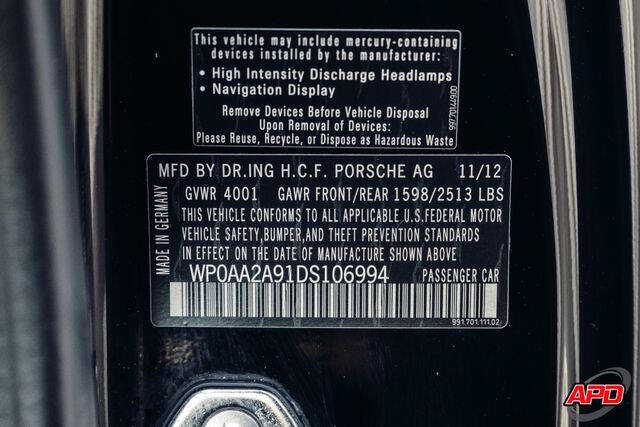 This vehicle may include mercury-containing
devices installed by the manufacturer:
• High Intensity Discharge Headlamps
• Navigation Display
Remove Devices Before Vehicle Disposal
Upon Removal of Devices:
Please Reuse, Recycle, or Dispose as Hazardous Waste
99670144900
MFD BY DR.ING H.C.F. PORSCHE AG 11/12
GVWR 4001 GAWR FRONT/REAR 1598/2513 LBS
THIS VEHICLE CONFORMS TO ALL APPLICABLE U.S.FEDERAL MOTOR
VEHICLE SAFETY,BUMPER,AND THEFT PREVENTION STANDARDS
IN EFFECT ON THE DATE OF MANUFACTURE SHOWN ABOVE
WP0AA2A91DS106994 PASSENGER CAR
MADE IN GERMANY
991.701.111.02
APD